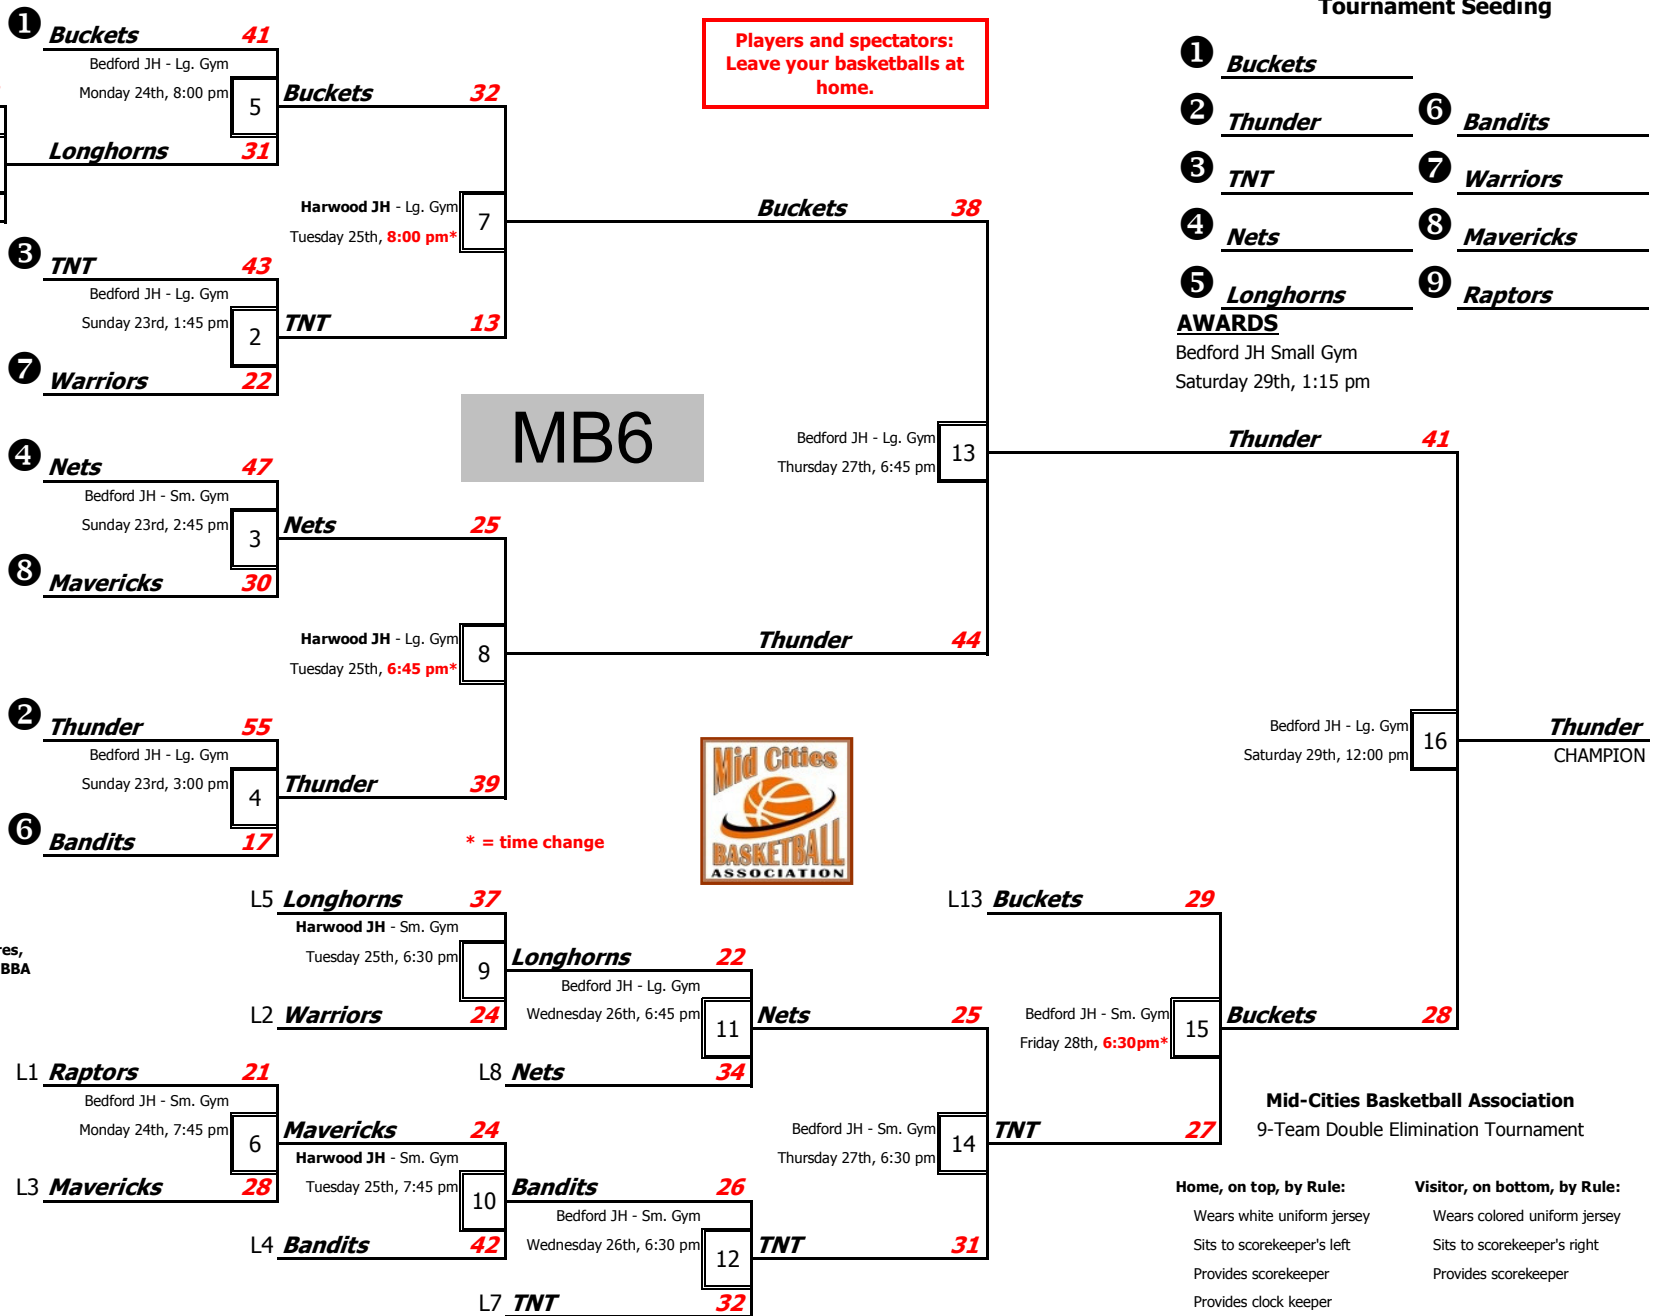 Tournament Seeding
❶ Buckets
❷ Thunder
❸ TNT
❹ Nets
❺ Longhorns
❻ Bandits
❼ Warriors
❽ Mavericks
❾ Raptors
AWARDS
Bedford JH Small Gym
Saturday 29th, 1:15 pm
Players and spectators:
Leave your basketballs at
home.
❶ Buckets 41
Bedford JH - Lg. Gym
Monday 24th, 8:00 pm
5
Longhorns 31
❸ TNT 43
Bedford JH - Lg. Gym
Sunday 23rd, 1:45 pm
2
❼ Warriors 22
❹ Nets 47
Bedford JH - Sm. Gym
Sunday 23rd, 2:45 pm
3
❽ Mavericks 30
❷ Thunder 55
Bedford JH - Lg. Gym
Sunday 23rd, 3:00 pm
4
❻ Bandits 17
Buckets 32
Harwood JH - Lg. Gym
Tuesday 25th, 8:00 pm*
7
TNT 13
Nets 25
Harwood JH - Lg. Gym
Tuesday 25th, 6:45 pm*
8
Thunder 39
* = time change
MB6
Buckets 38
Bedford JH - Lg. Gym
Thursday 27th, 6:45 pm
13
Thunder 44
Mid Cities
BASKETBALL
ASSOCIATION
Thunder 41
Bedford JH - Lg. Gym
Saturday 29th, 12:00 pm
16
Thunder
CHAMPION
L5 Longhorns 37
Harwood JH - Sm. Gym
Tuesday 25th, 6:30 pm
9
L2 Warriors 24
res,
BBA
L1 Raptors 21
Bedford JH - Sm. Gym
Monday 24th, 7:45 pm
6
L3 Mavericks 28
Mavericks 24
Harwood JH - Sm. Gym
Tuesday 25th, 7:45 pm
10
L4 Bandits 42
Longhorns 22
Bedford JH - Lg. Gym
Wednesday 26th, 6:45 pm
11
L8 Nets 34
Bandits 26
Bedford JH - Sm. Gym
Wednesday 26th, 6:30 pm
12
L7 TNT 32
Nets 25
Bedford JH - Sm. Gym
Thursday 27th, 6:30 pm
14
TNT 31
L13 Buckets 29
Bedford JH - Sm. Gym
Friday 28th, 6:30pm*
15
TNT 27
Buckets 28
Mid-Cities Basketball Association
9-Team Double Elimination Tournament
Home, on top, by Rule:
Wears white uniform jersey
Sits to scorekeeper's left
Provides scorekeeper
Provides clock keeper
Visitor, on bottom, by Rule:
Wears colored uniform jersey
Sits to scorekeeper's right
Provides scorekeeper